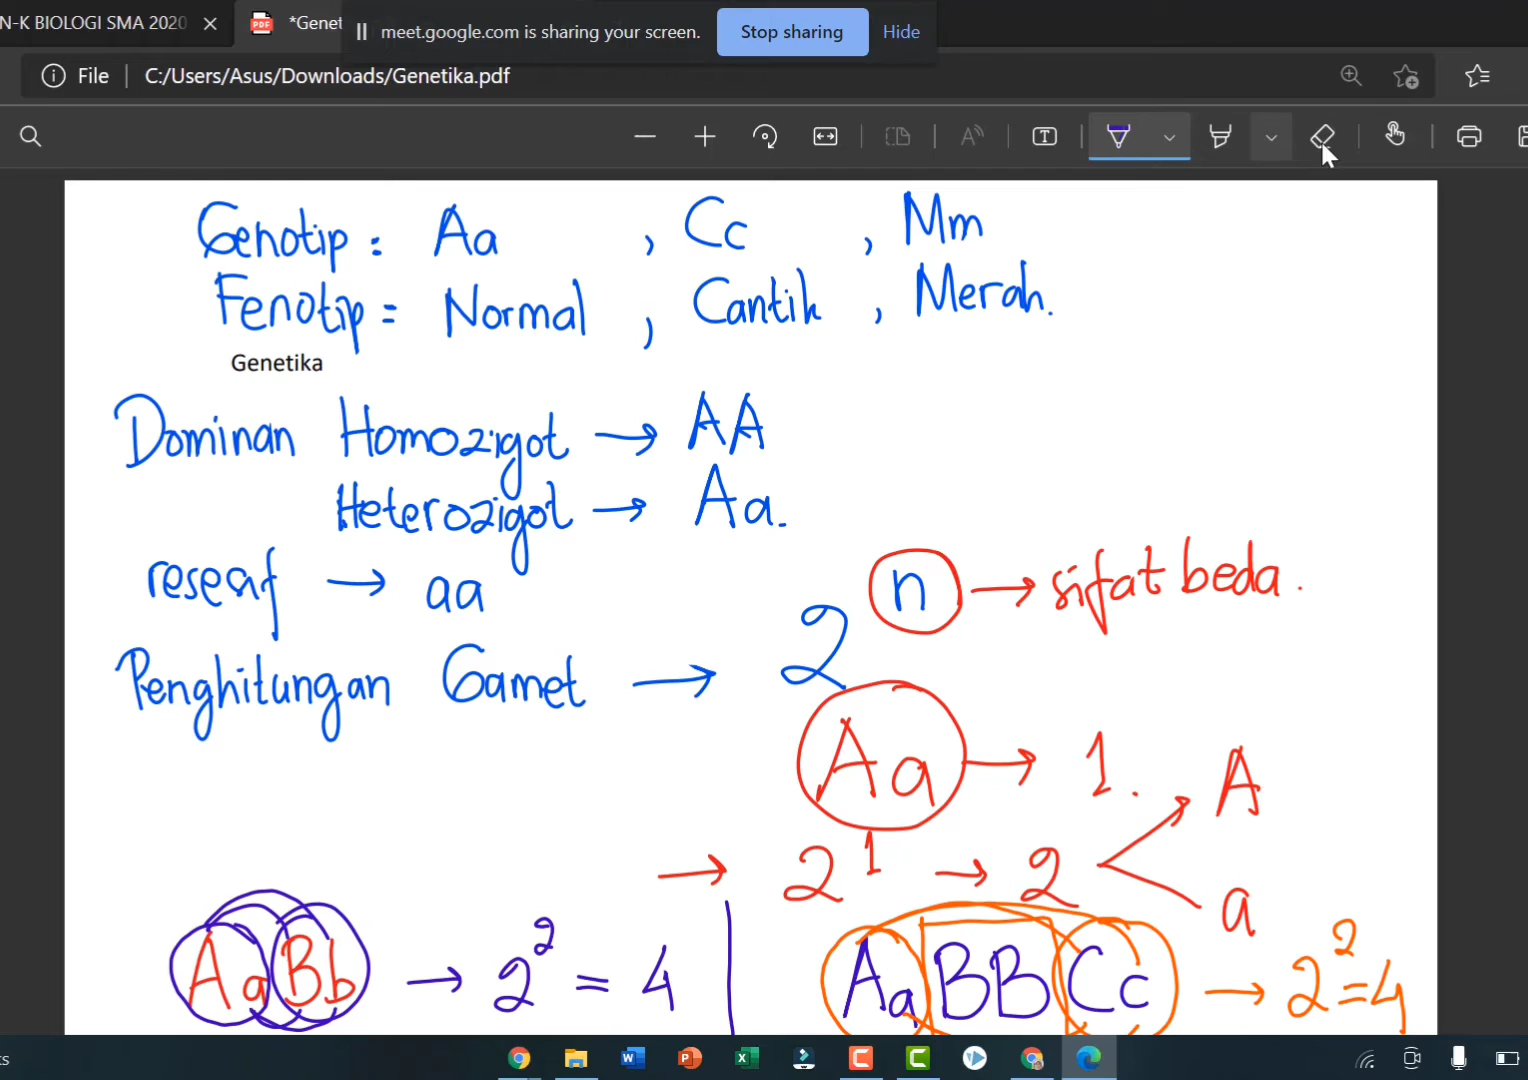 N-K BIOLOGI SMA 2020
*Genet
meet.google.com is sharing your screen.
Stop sharing
Hide
File
C:/Users/Asus/Downloads/Genetika.pdf
Genotip = Aa , Cc , Mm
Fenotip = Normal , Cantik , Merah.
Genetika
Dominan Homozigot → AA
Heterozigot → Aa.
resesif → aa
n → sifat beda.
Penghitungan Gamet → 2
Aa → 1.
→ 2¹ → 2 A
a
AaBb → 2² = 4
AaBBCc → 2² = 4